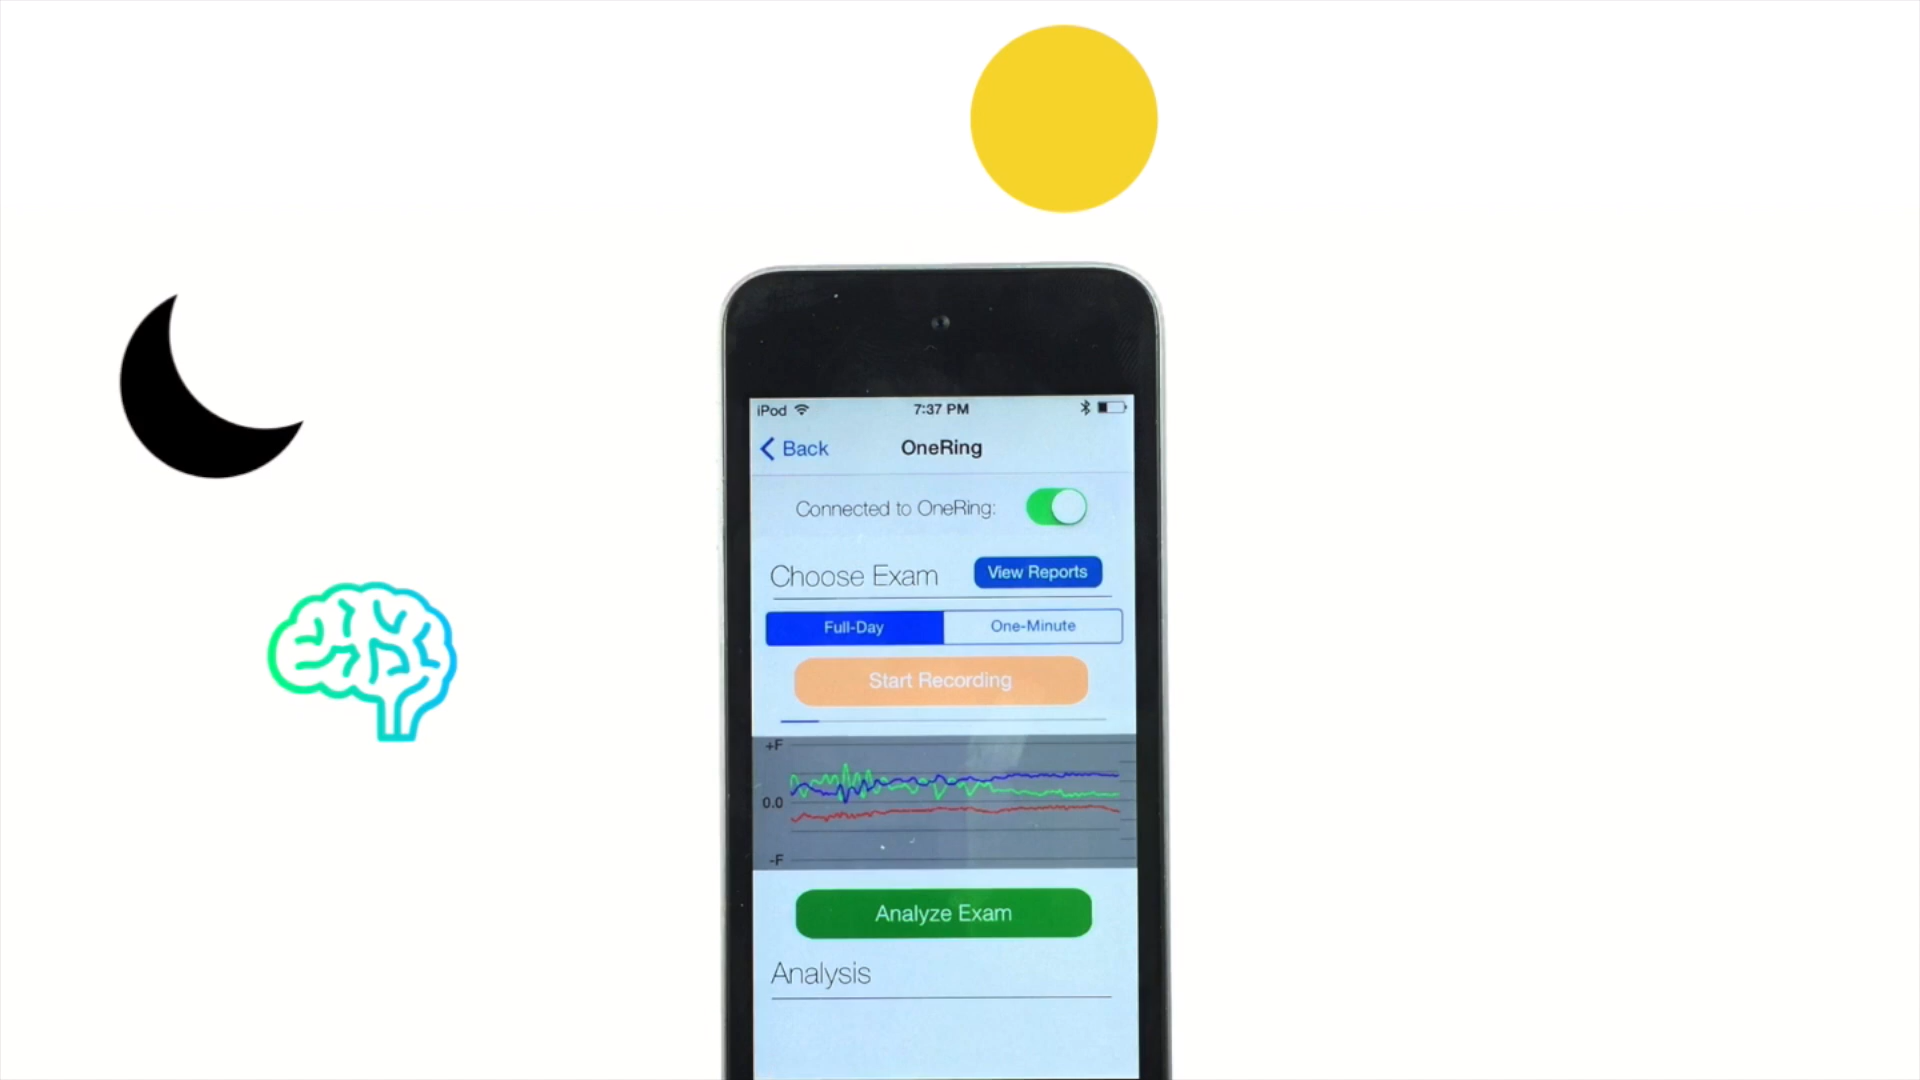 iPod 7:37 PM
Back OneRing
Connected to OneRing:
Choose Exam View Reports
Full-Day One-Minute
Start Recording
+F
0.0
-F
Analyze Exam
Analysis